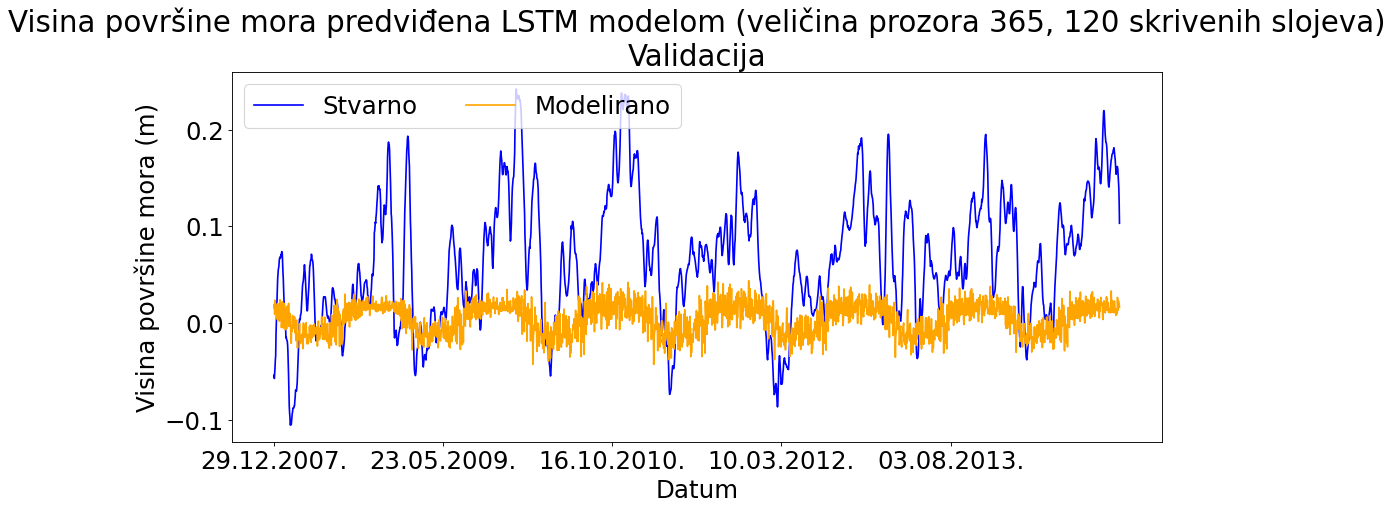 Visina površine mora predviđena LSTM modelom (veličina prozora 365, 120 skrivenih slojeva)
Validacija
Stvarno Modelirano
Visina površine mora (m)
0.2
0.1
0.0
−0.1
29.12.2007. 23.05.2009. 16.10.2010. 10.03.2012. 03.08.2013.
Datum